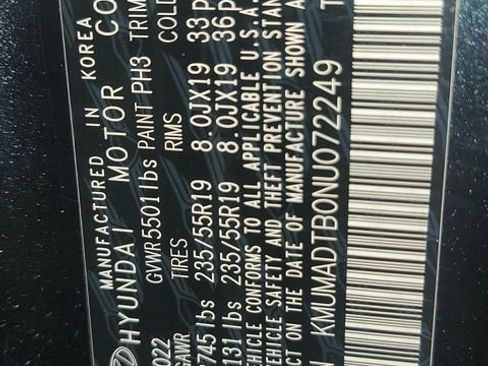 MANUFACTURED IN KOREA
HYUNDAI MOTOR CO
2022 GVWR 5501lbs PAINT PH3 TRIM
GAWR TIRES RIMS COLD
2745lbs 235/55R19 8.0JX19 33 P
131lbs 235/55R19 8.0JX19 36 P
VEHICLE CONFORMS TO ALL APPLICABLE U.S.A.
VEHICLE SAFETY AND THEFT PREVENTION STAN
CT ON THE DATE OF MANUFACTURE SHOWN A
N KMUMADTB0NU072249 T